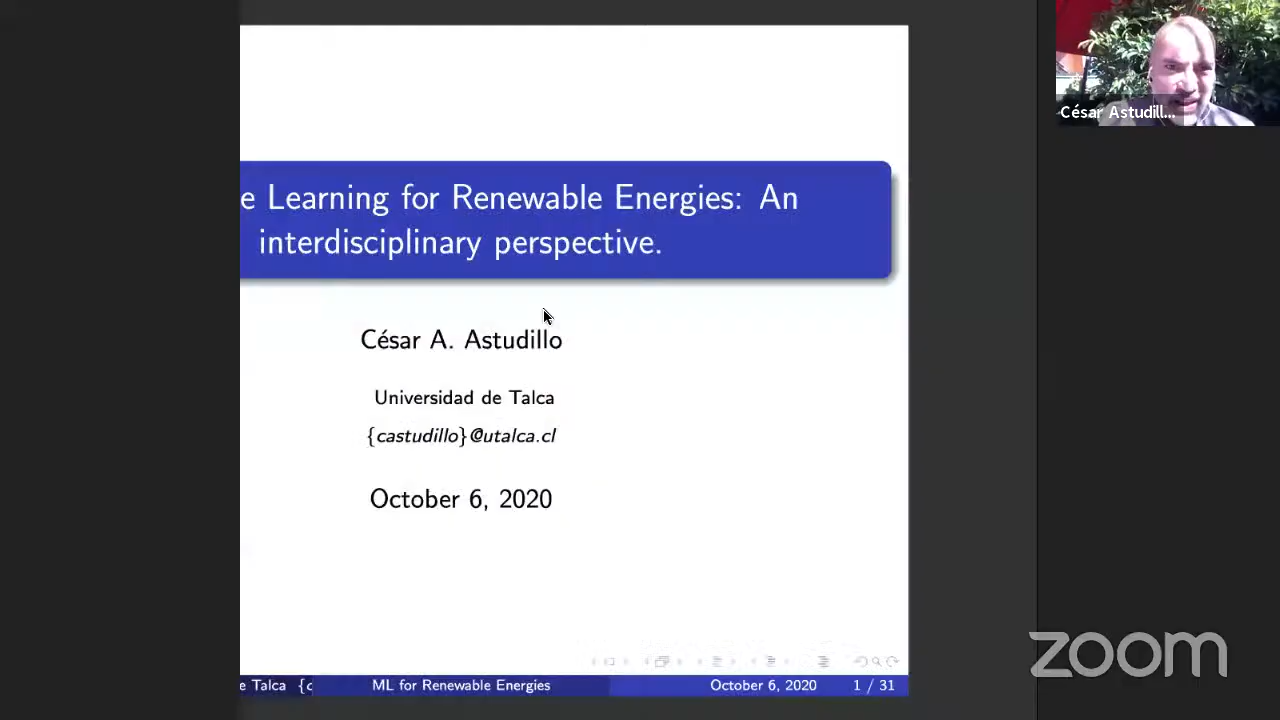 e Learning for Renewable Energies: An
interdisciplinary perspective.
César A. Astudillo
Universidad de Talca
{castudillo}@utalca.cl
October 6, 2020
e Talca {c
ML for Renewable Energies
October 6, 2020
1 / 31
César Astudill...
zoom